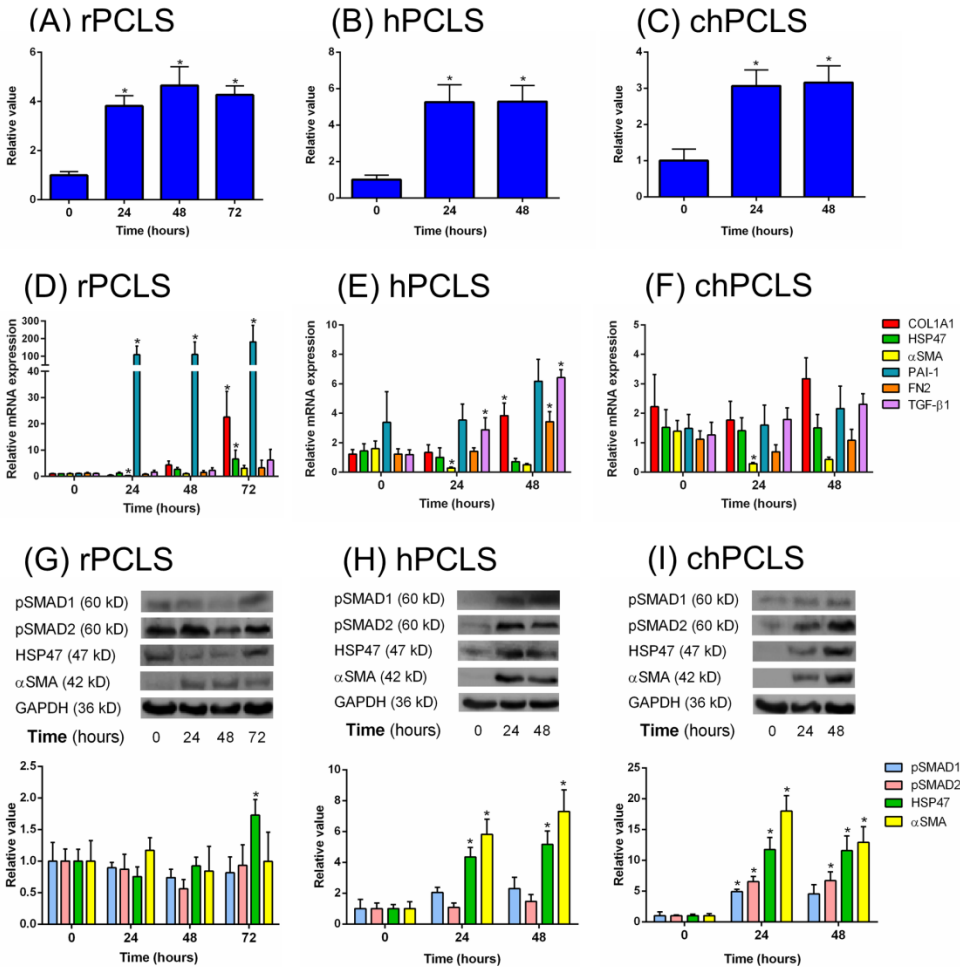 (A) rPCLS
(B) hPCLS
(C) chPCLS
Relative value
6
4
2
0
*
*
*
0 24 48 72
Time (hours)
Relative value
8
6
4
2
0
*
*
0 24 48
Time (hours)
Relative value
4
3
2
1
0
*
*
0 24 48
Time (hours)
(D) rPCLS
(E) hPCLS
(F) chPCLS
Relative mRNA expression
300
200
100
50
40
30
20
10
0
*
*
*
*
*
*
0 24 48 72
Time (hours)
Relative mRNA expression
10
8
6
4
2
0
*
*
*
*
*
0 24 48
Time (hours)
Relative mRNA expression
5
4
3
2
1
0
*
0 24 48
Time (hours)
COL1A1
HSP47
αSMA
PAI-1
FN2
TGF-β1
(G) rPCLS
(H) hPCLS
(I) chPCLS
pSMAD1 (60 kD)
pSMAD2 (60 kD)
HSP47 (47 kD)
αSMA (42 kD)
GAPDH (36 kD)
Time (hours) 0 24 48 72
pSMAD1 (60 kD)
pSMAD2 (60 kD)
HSP47 (47 kD)
αSMA (42 kD)
GAPDH (36 kD)
Time (hours) 0 24 48
pSMAD1 (60 kD)
pSMAD2 (60 kD)
HSP47 (47 kD)
αSMA (42 kD)
GAPDH (36 kD)
Time (hours) 0 24 48
Relative value
2.5
2.0
1.5
1.0
0.5
0.0
*
0 24 48 72
Time (hours)
Relative value
10
8
6
4
2
0
*
*
*
*
0 24 48
Time (hours)
Relative value
25
20
15
10
5
0
*
*
*
*
*
*
*
0 24 48
Time (hours)
pSMAD1
pSMAD2
HSP47
αSMA